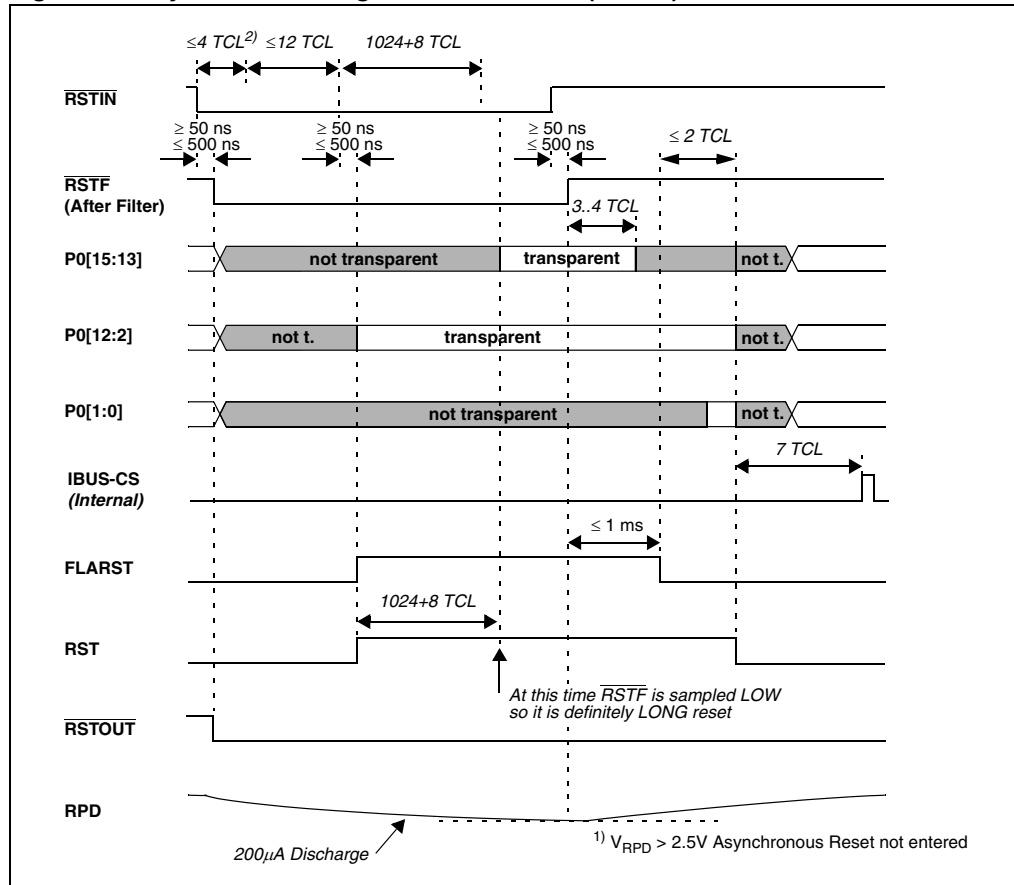 ≤4 TCL2) ≤12 TCL 1024+8 TCL
RSTIN
≥ 50 ns ≥ 50 ns ≥ 50 ns
≤ 500 ns ≤ 500 ns ≤ 500 ns
≤ 2 TCL
RSTF
(After Filter)
3..4 TCL
P0[15:13] not transparent transparent not t.
P0[12:2] not t. transparent not t.
P0[1:0] not transparent not t.
7 TCL
IBUS-CS
(Internal)
≤ 1 ms
FLARST
1024+8 TCL
RST
At this time RSTF is sampled LOW
so it is definitely LONG reset
RSTOUT
RPD
200μA Discharge
1) VRPD > 2.5V Asynchronous Reset not entered